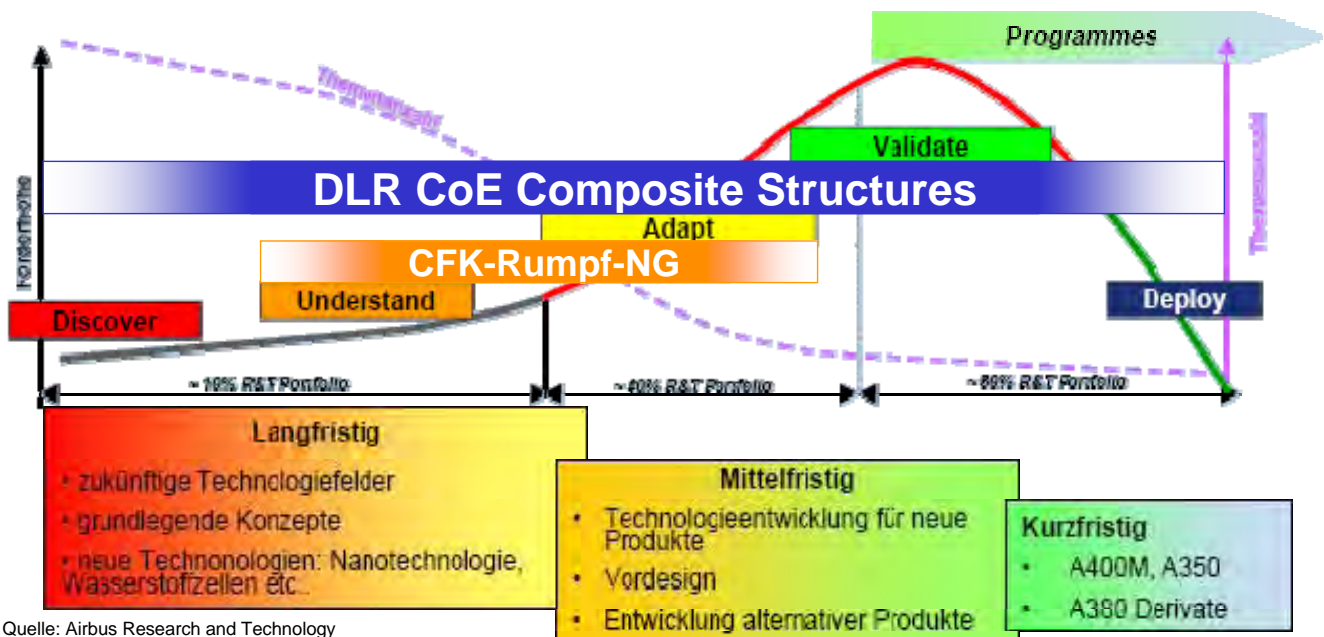 Programmes
Themenanzahl
Validate
DLR CoE Composite Structures
Adapt
CFK-Rumpf-NG
Understand
Deploy
Discover
~ 10% R&T Portfolio
R&T Portfolio
R&T Portfolio
Langfristig
• zukünftige Technologiefelder
• grundlegende Konzepte
• neue Technonologien: Nanotechnologie,
Wasserstoffzellen etc.
Mittelfristig
• Technologieentwicklung für neue
Produkte
• Vordesign
• Entwicklung alternativer Produkte
Kurzfristig
• A400M, A350
• A380 Derivate
Quelle: Airbus Research and Technology